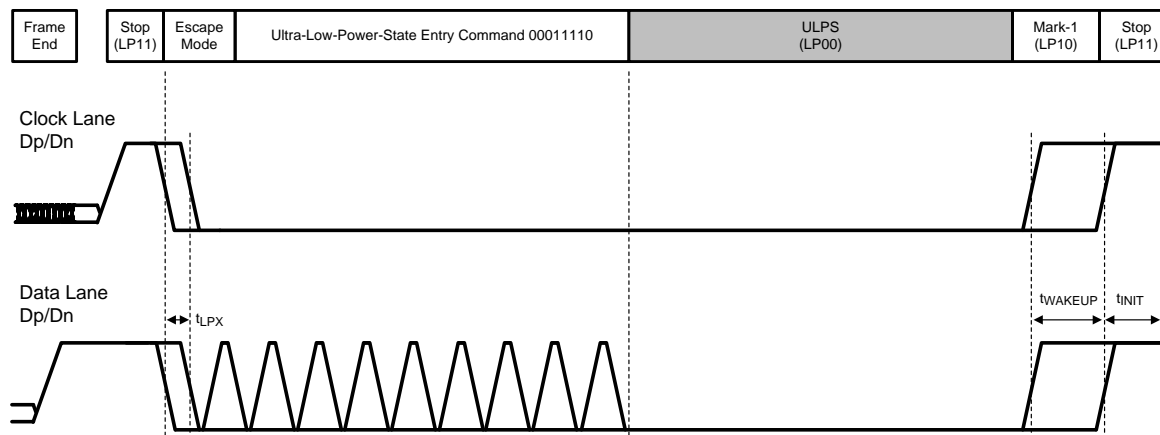 Frame
End
Stop
(LP11)
Escape
Mode
Ultra-Low-Power-State Entry Command 00011110
ULPS
(LP00)
Mark-1
(LP10)
Stop
(LP11)
Clock Lane
Dp/Dn
Data Lane
Dp/Dn
tLPX
tWAKEUP
tINIT